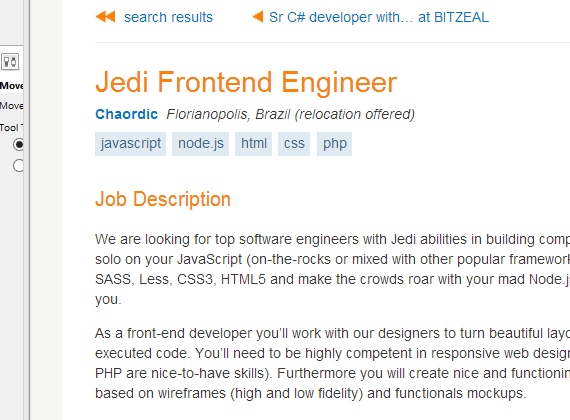 search results
Sr C# developer with... at BITZEAL
Jedi Frontend Engineer
Chaordic Florianopolis, Brazil (relocation offered)
javascript node.js html css php
Job Description
We are looking for top software engineers with Jedi abilities in building comp
solo on your JavaScript (on-the-rocks or mixed with other popular framework
SASS, Less, CSS3, HTML5 and make the crowds roar with your mad Node.j
you.
As a front-end developer you'll work with our designers to turn beautiful layo
executed code. You'll need to be highly competent in responsive web design
PHP are nice-to-have skills). Furthermore you will create nice and functionin
based on wireframes (high and low fidelity) and functionals mockups.
Move
Move
Tool T